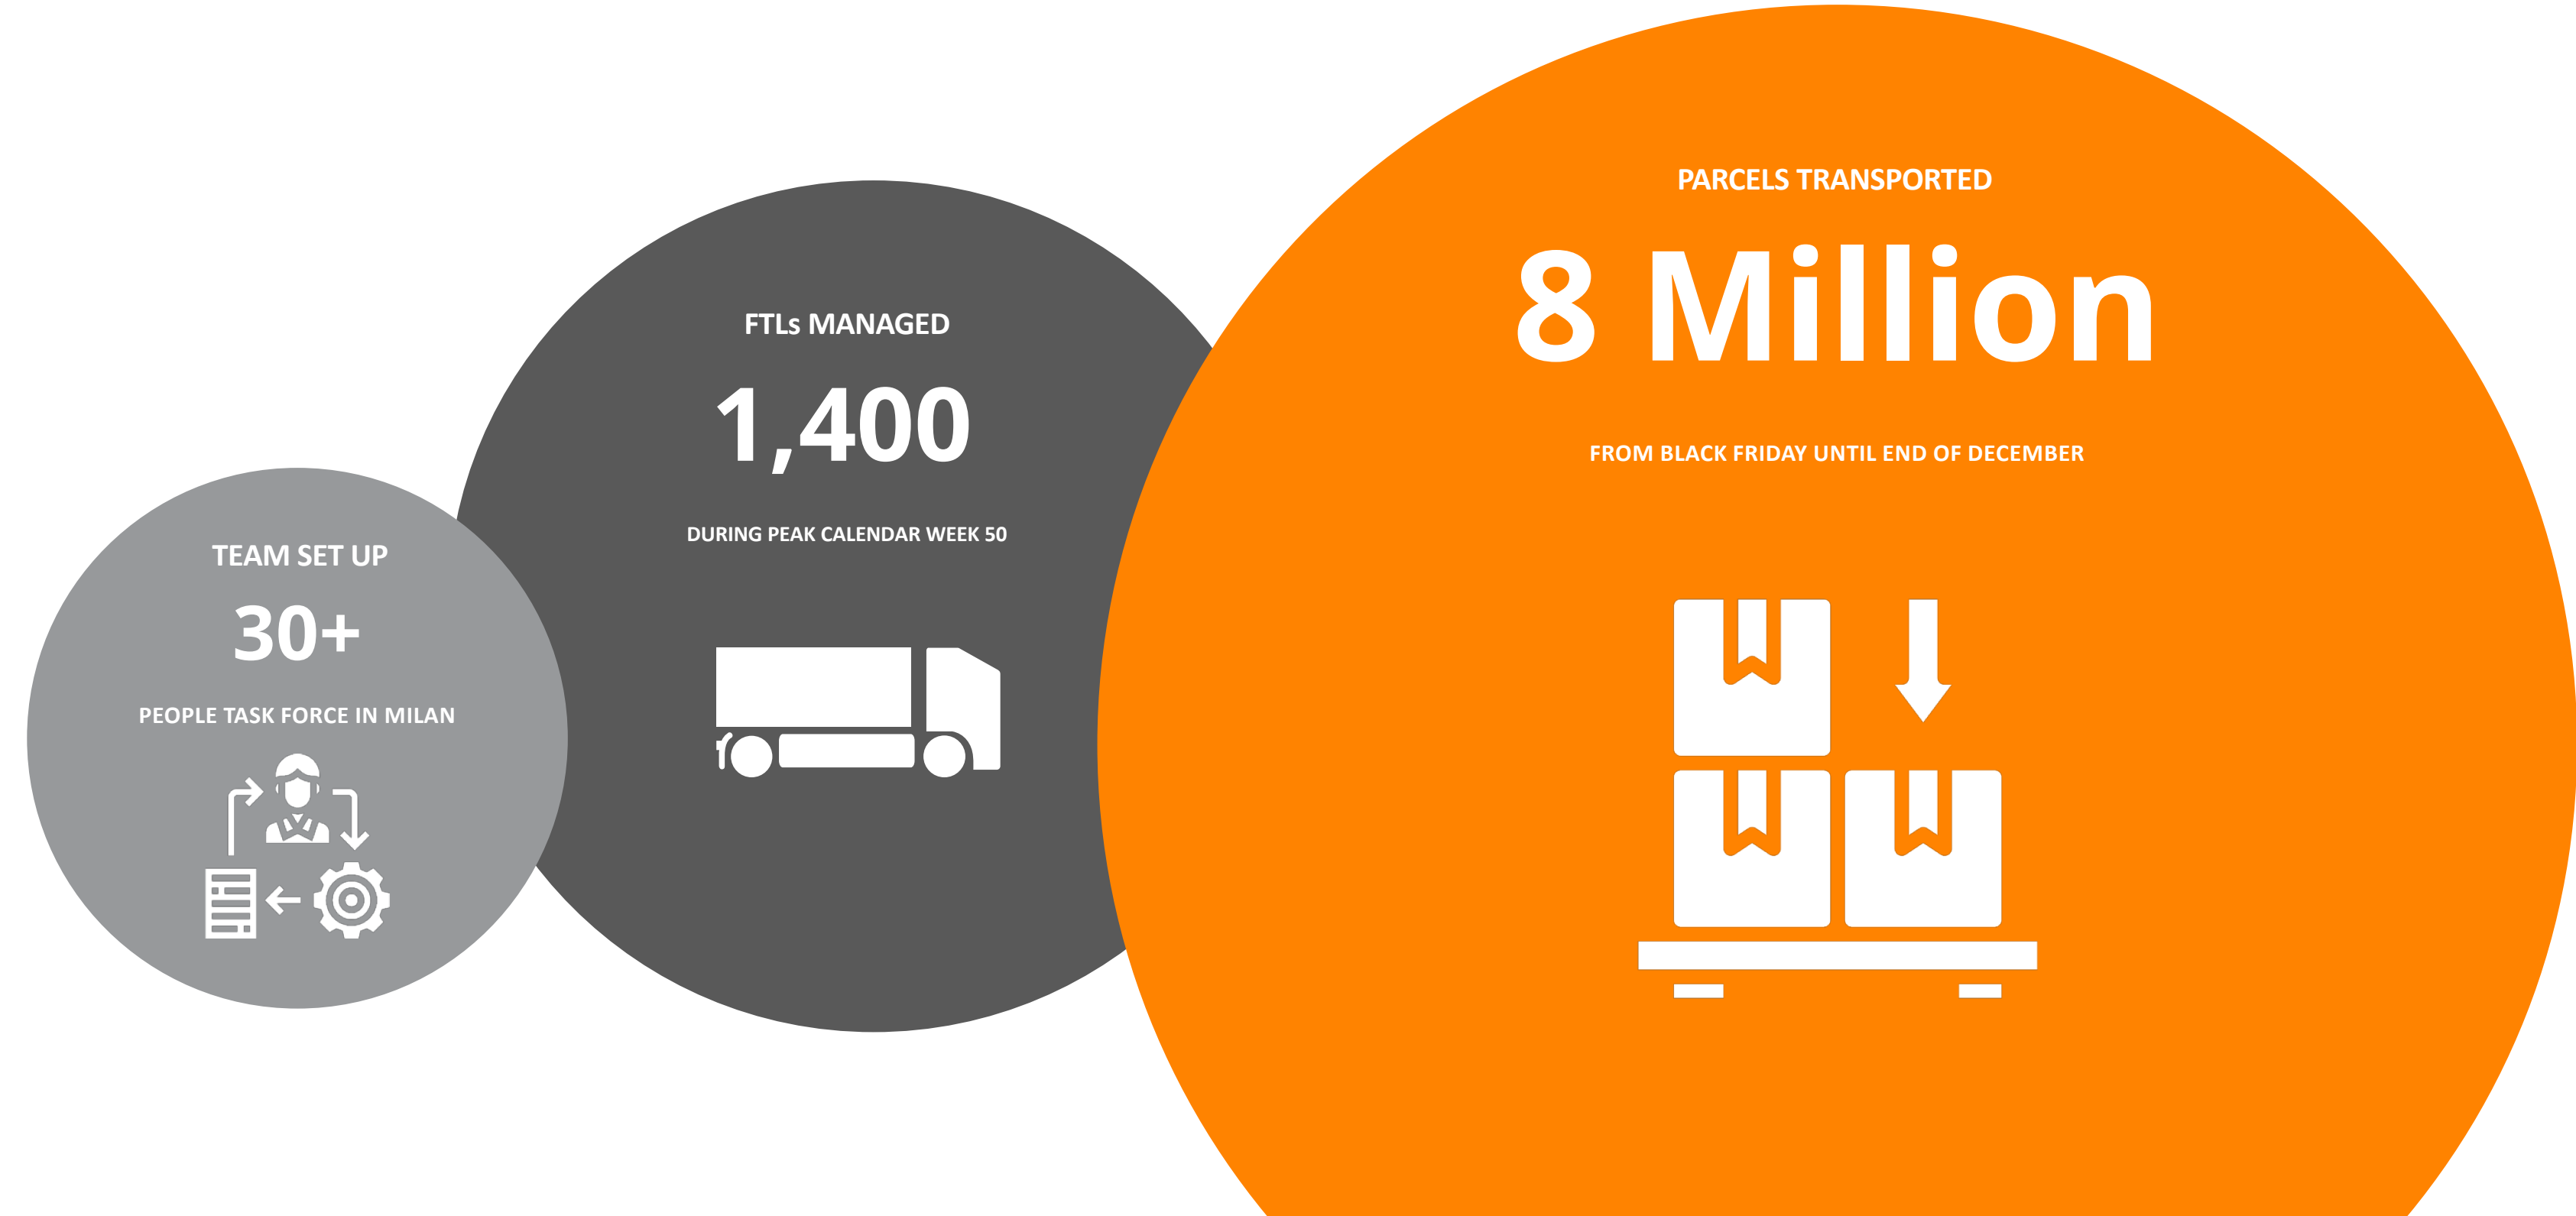 TEAM SET UP
30+
PEOPLE TASK FORCE IN MILAN
FTLs MANAGED
1,400
DURING PEAK CALENDAR WEEK 50
PARCELS TRANSPORTED
8 Million
FROM BLACK FRIDAY UNTIL END OF DECEMBER